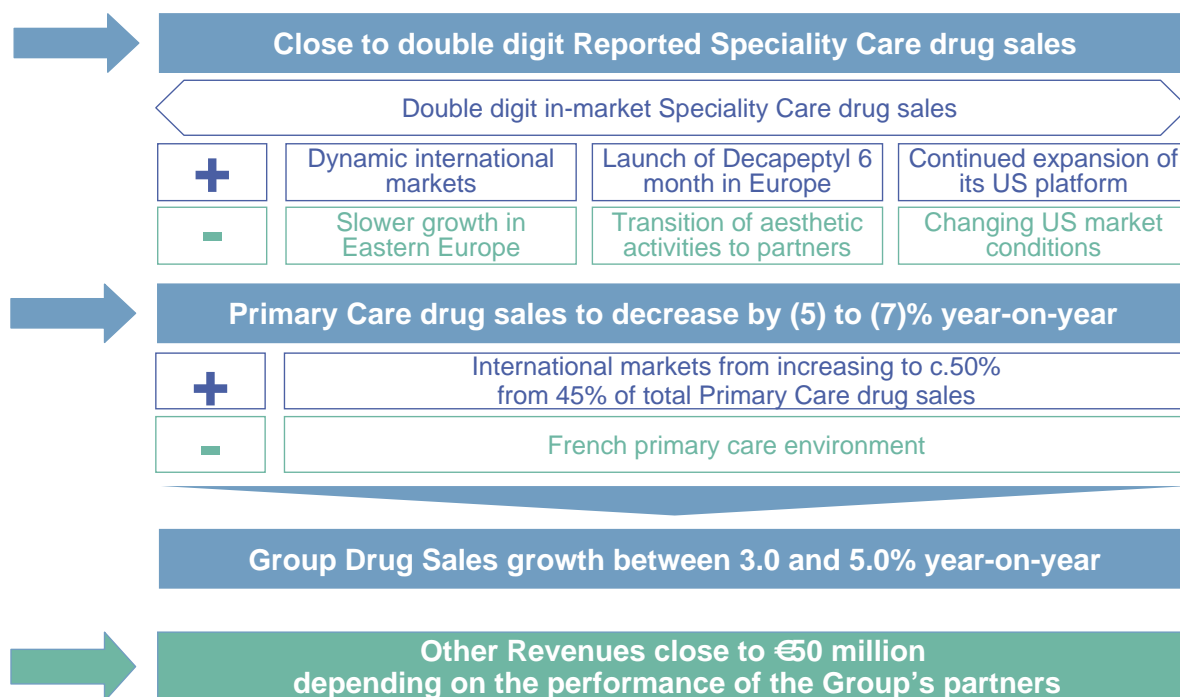 Close to double digit Reported Speciality Care drug sales
Double digit in-market Speciality Care drug sales
+
Dynamic international
markets
Launch of Decapeptyl 6
month in Europe
Continued expansion of
its US platform
-
Slower growth in
Eastern Europe
Transition of aesthetic
activities to partners
Changing US market
conditions
Primary Care drug sales to decrease by (5) to (7)% year-on-year
+
International markets from increasing to c.50%
from 45% of total Primary Care drug sales
-
French primary care environment
Group Drug Sales growth between 3.0 and 5.0% year-on-year
Other Revenues close to €50 million
depending on the performance of the Group's partners